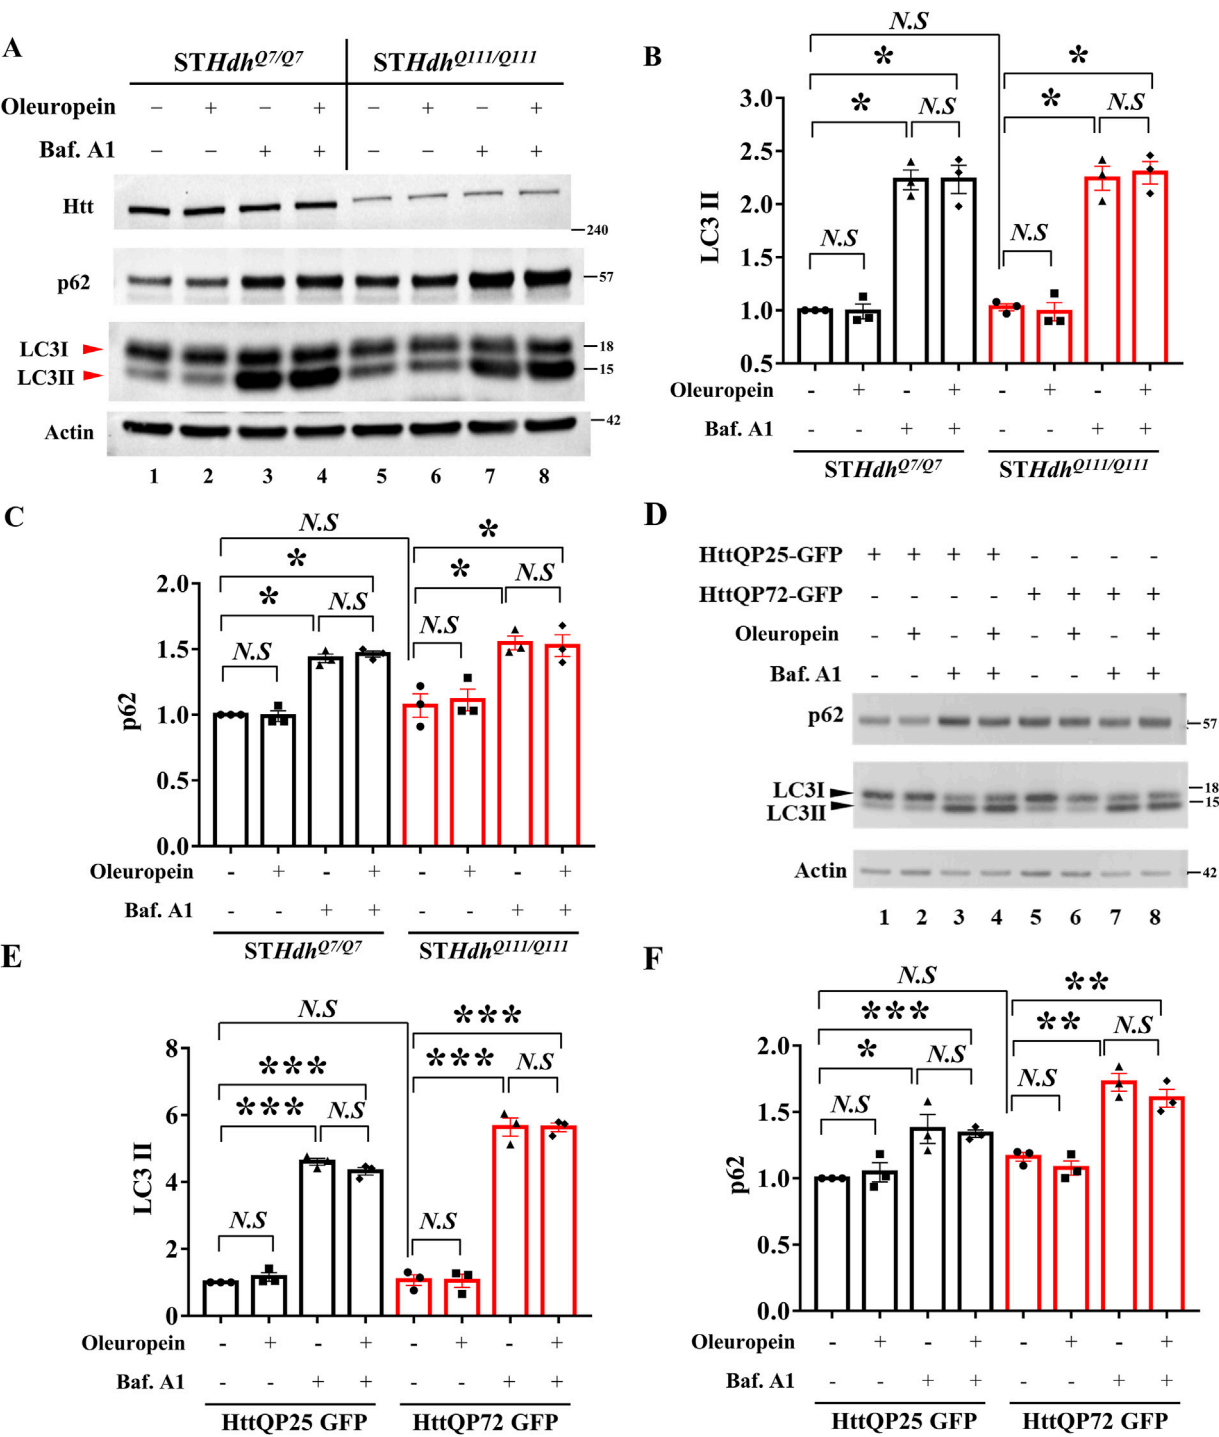 A
STHdhQ7/Q7 STHdhQ111/Q111
Oleuropein – + – + – + – +
Baf. A1 – – + + – – + +
Htt
240
p62
57
LC3I
18
LC3II
15
Actin
42
1 2 3 4 5 6 7 8
B
N.S
* *
* N.S * N.S
N.S N.S
LC3 II
3.0
2.5
2.0
1.5
1.0
0.5
Oleuropein - + - + - + - +
Baf. A1 - - + + - - + +
STHdhQ7/Q7 STHdhQ111/Q111
C
N.S
* *
* N.S * N.S
N.S N.S
p62
2.0
1.5
1.0
0.5
0.0
Oleuropein - + - + - + - +
Baf. A1 - - + + - - + +
STHdhQ7/Q7 STHdhQ111/Q111
D
HttQP25-GFP + + + + - - - -
HttQP72-GFP - - - - + + + +
Oleuropein - + - + - + - +
Baf. A1 - - + + - - + +
p62
57
LC3I
18
LC3II
15
Actin
42
1 2 3 4 5 6 7 8
E
N.S
*** ***
*** N.S *** N.S
N.S N.S
LC3 II
8
6
4
2
0
Oleuropein - + - + - + - +
Baf. A1 - - + + - - + +
HttQP25 GFP HttQP72 GFP
F
N.S
*** **
* N.S ** N.S
N.S N.S
p62
2.0
1.5
1.0
0.5
0.0
Oleuropein - + - + - + - +
Baf. A1 - - + + - - + +
HttQP25 GFP HttQP72 GFP